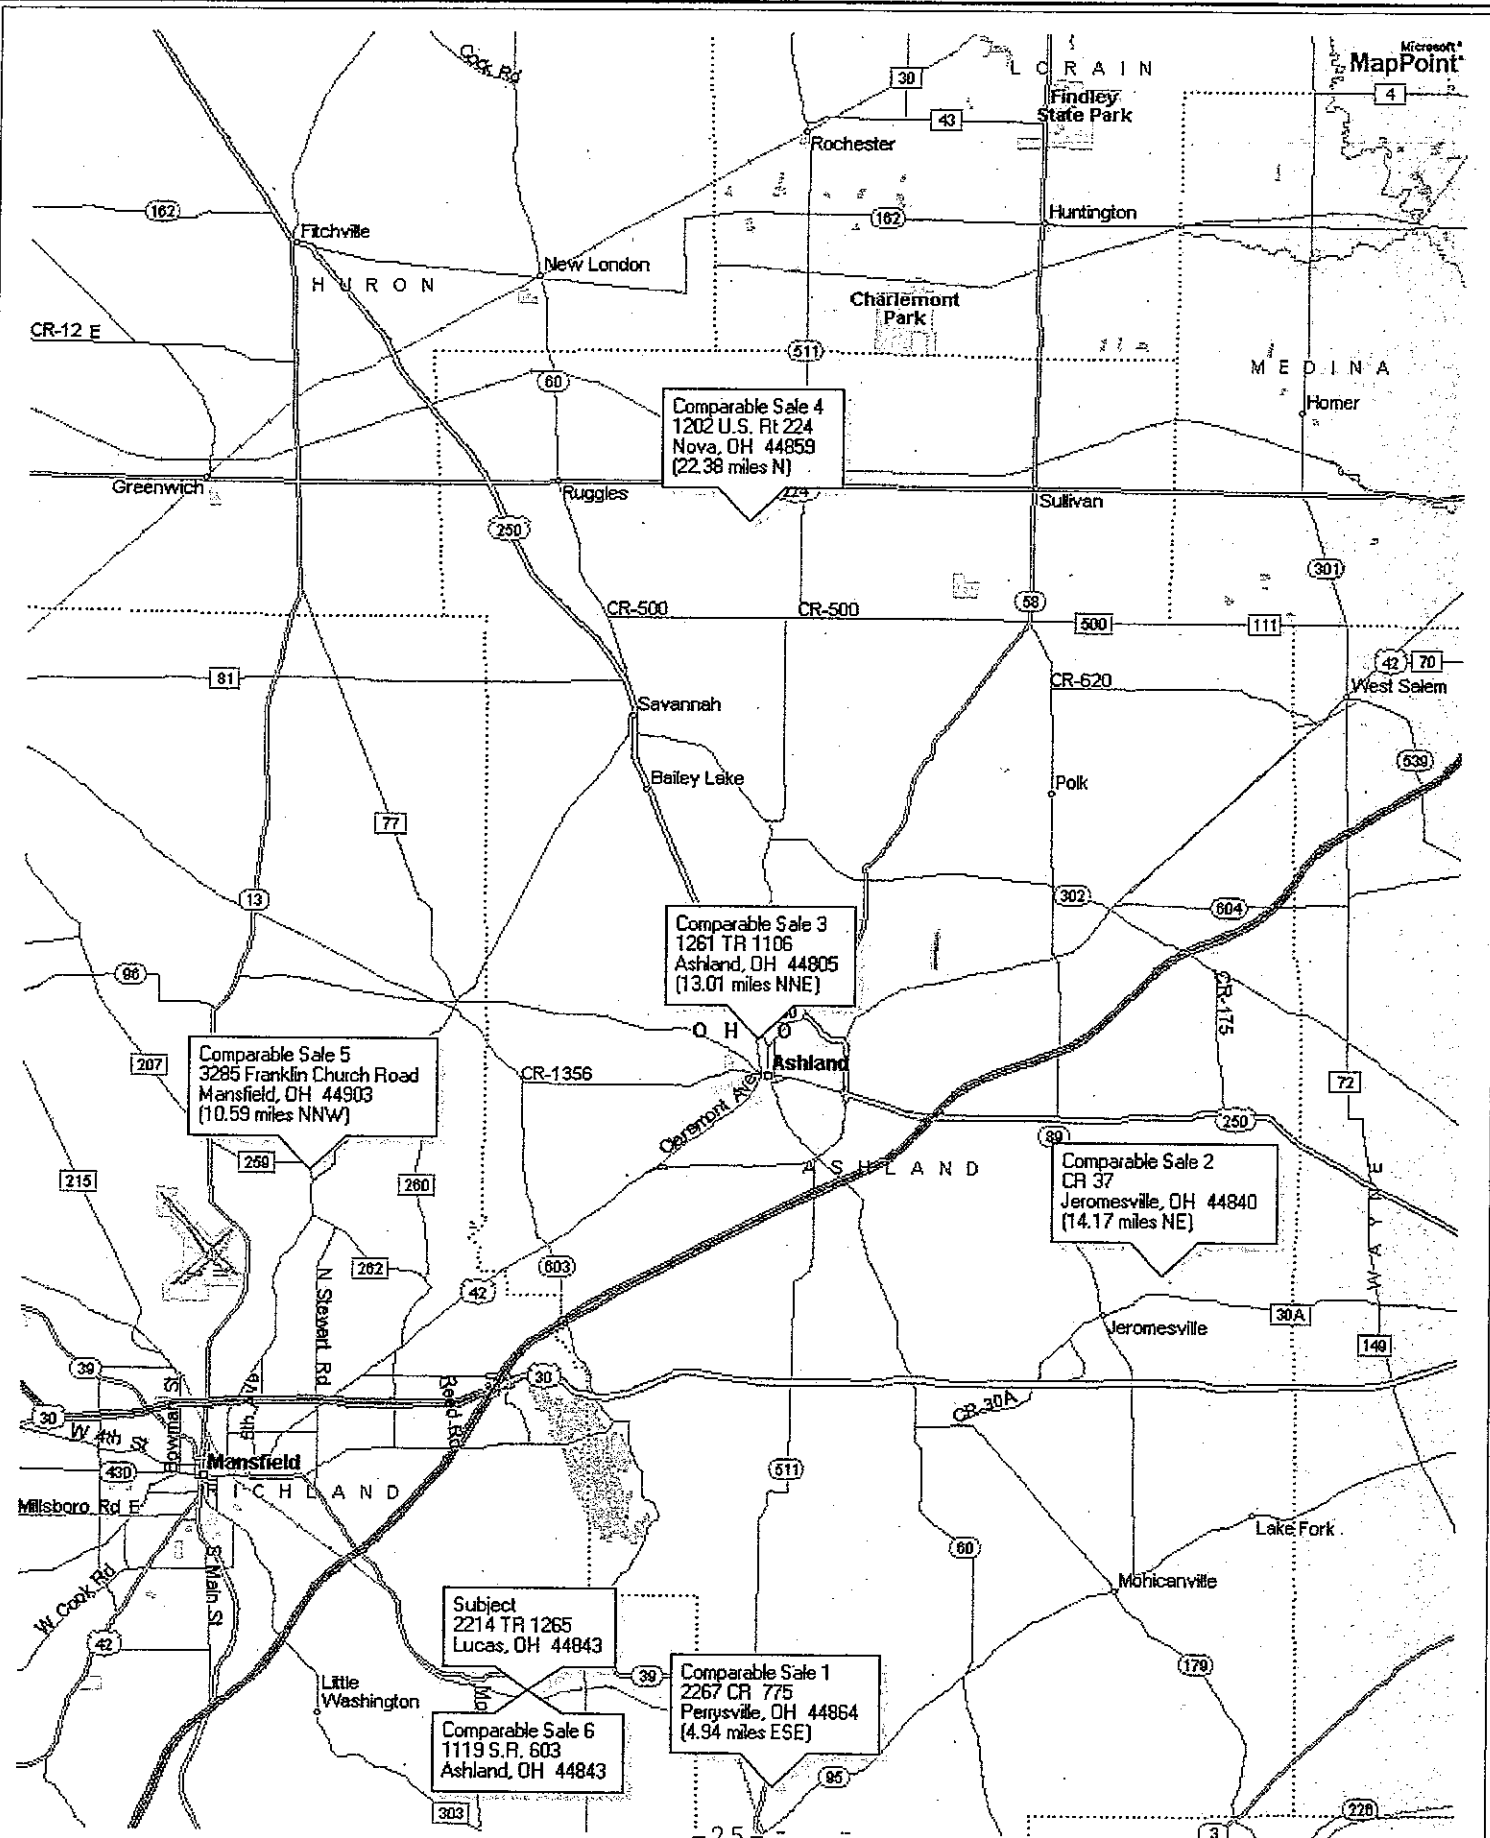 Cook Rd
Microsoft®
MapPoint®
30
L O R A I N
4
Findley
State Park
43
Rochester
162
162
Huntington
Fitchville
New London
H U R O N
Charlemont
Park
CR-12 E
511
M E D I N A
60
Homer
Comparable Sale 4
1202 U.S. Rt 224
Nova, OH 44859
(22.38 miles N)
Greenwich
Ruggles
224
Sullivan
250
301
CR-500
CR-500
58
500
111
42
70
81
CR-620
West Salem
Savannah
539
Bailey Lake
Polk
77
13
302
604
Comparable Sale 3
1261 TR 1106
Ashland, OH 44805
(13.01 miles NNE)
96
CR-175
O H O
207
Comparable Sale 5
3285 Franklin Church Road
Mansfield, OH 44903
(10.59 miles NNW)
Ashland
CR-1356
72
Claremont Ave
250
89
259
Comparable Sale 2
CR 37
Jeromesville, OH 44840
(14.17 miles NE)
A S H L A N D
215
260
W A Y N E
262
603
42
N Stewart Rd
30A
Jeromesville
149
39
30
Reed Rd
Bowman St
30
W 4th St
CR-30A
Mansfield
430
511
R I C H L A N D
Millsboro Rd E
Lake Fork
60
S Main St
Mohicanville
W Cook Rd
Subject
2214 TR 1265
Lucas, OH 44843
42
39
Comparable Sale 1
2267 CR 775
Perrysville, OH 44864
(4.94 miles ESE)
179
Little
Washington
Comparable Sale 6
1119 S.R. 603
Ashland, OH 44843
95
303
226
3
-25-